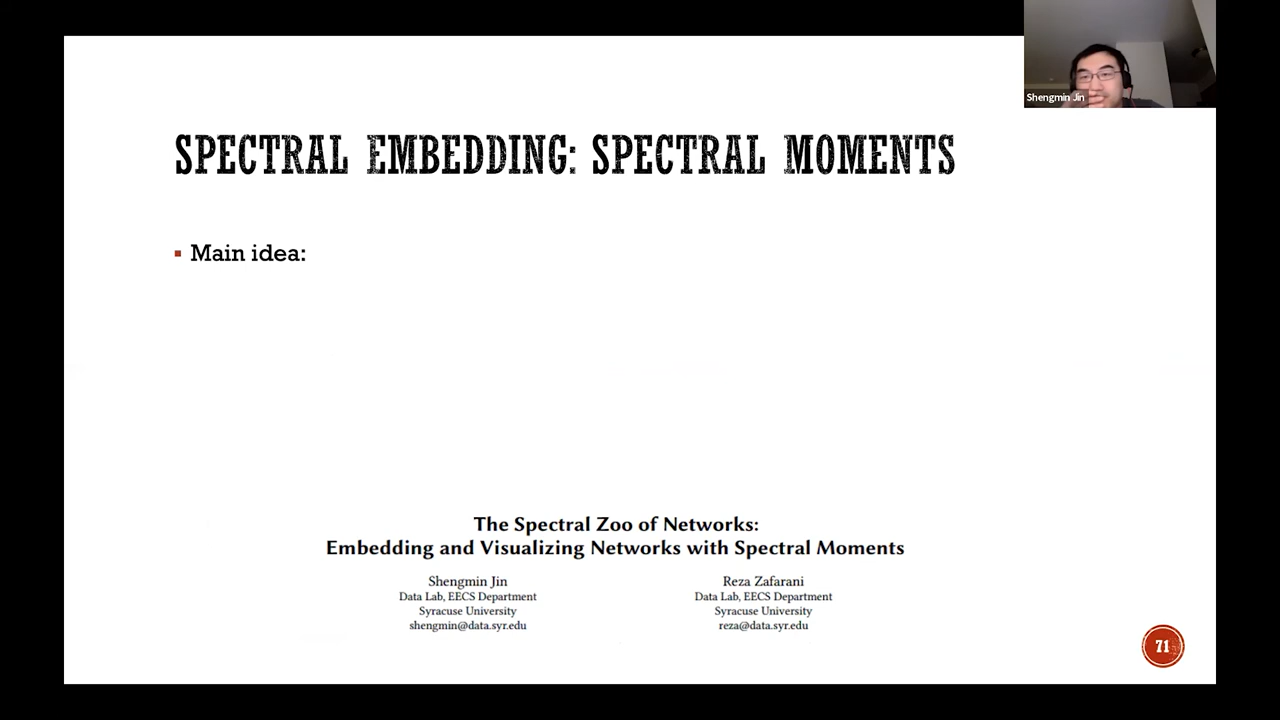 Shengmin Jin
SPECTRAL EMBEDDING: SPECTRAL MOMENTS
▪ Main idea:
The Spectral Zoo of Networks:
Embedding and Visualizing Networks with Spectral Moments
Shengmin Jin
Data Lab, EECS Department
Syracuse University
shengmin@data.syr.edu
Reza Zafarani
Data Lab, EECS Department
Syracuse University
reza@data.syr.edu
71